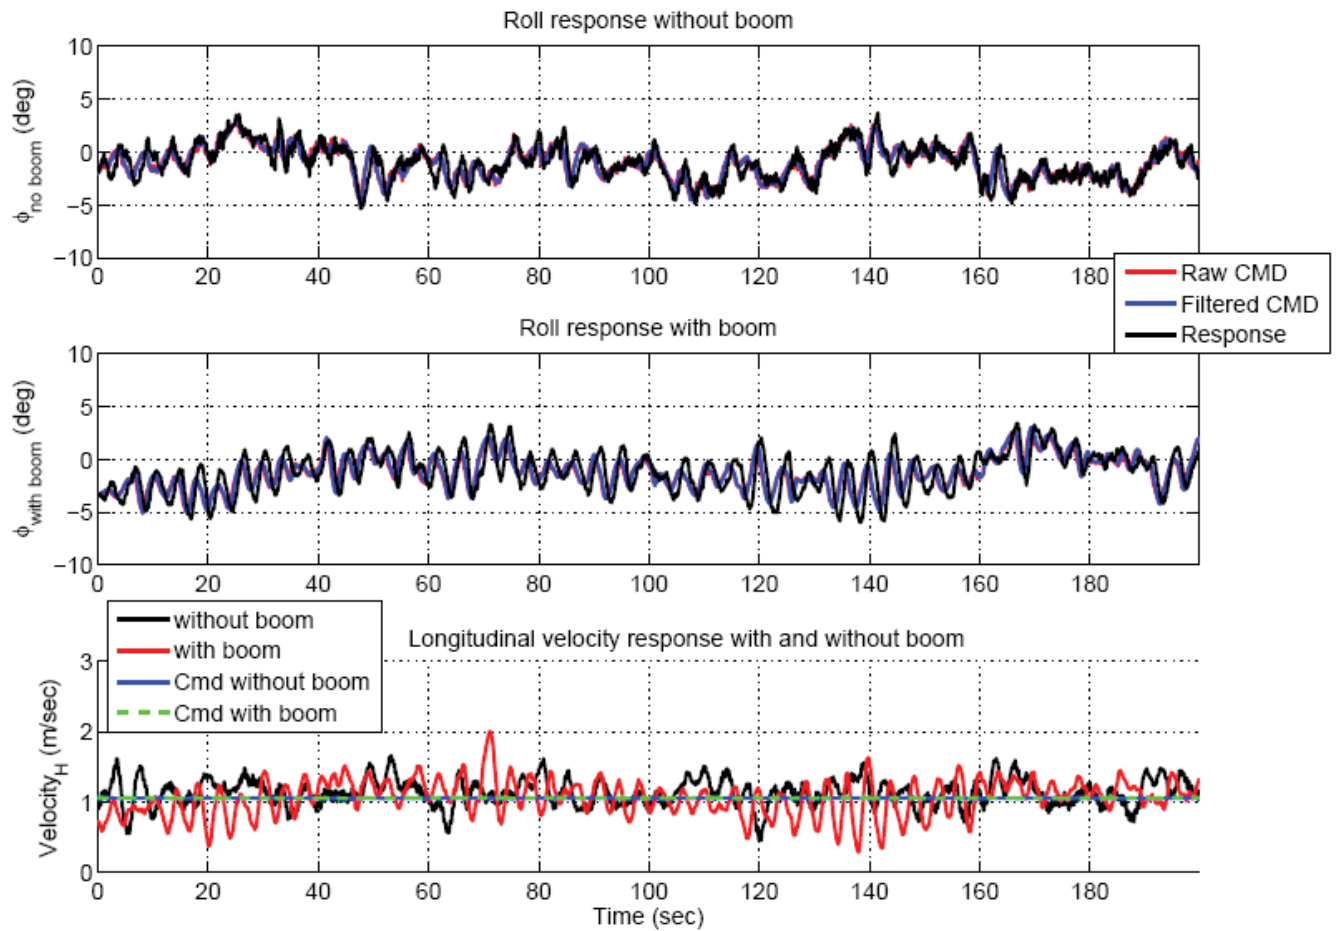 Roll response without boom
10
5
0
−5
−10
ϕno boom (deg)
0 20 40 60 80 100 120 140 160 180
Raw CMD
Filtered CMD
Response
Roll response with boom
10
5
0
−5
−10
ϕwith boom (deg)
0 20 40 60 80 100 120 140 160 180
without boom
with boom
Cmd without boom
Cmd with boom
Longitudinal velocity response with and without boom
3
2
1
0
VelocityH (m/sec)
0 20 40 60 80 100 120 140 160 180
Time (sec)